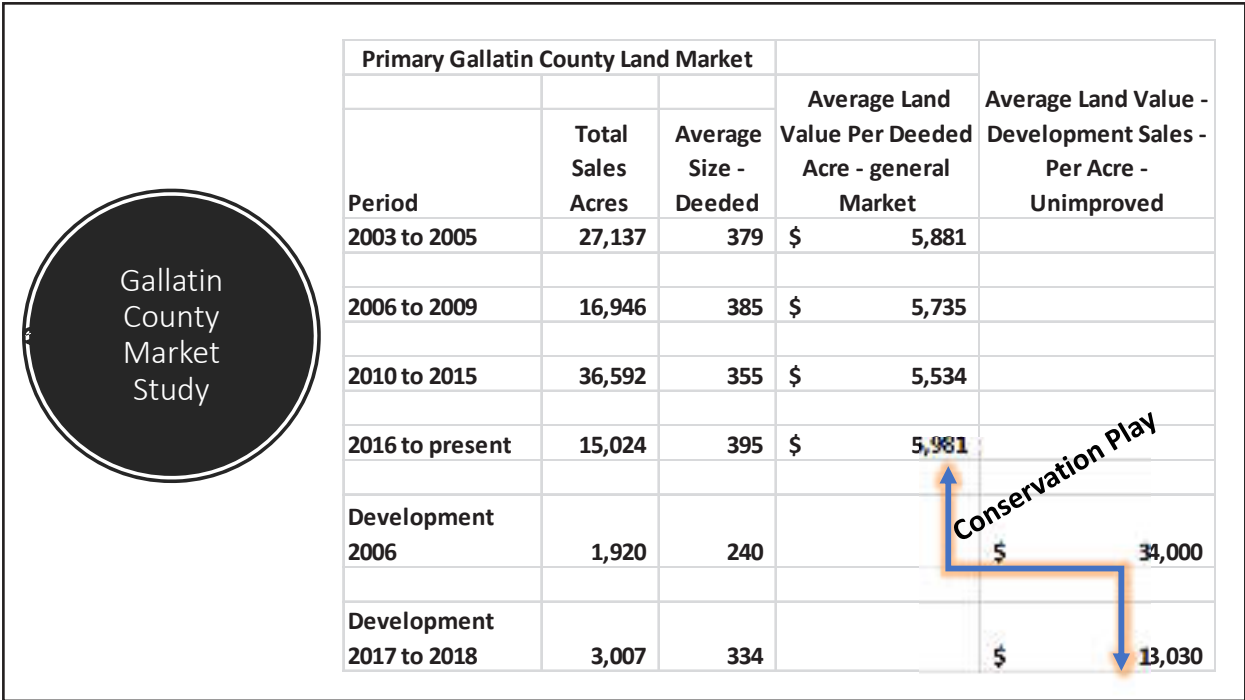 Gallatin
County
Market
Study
Primary Gallatin County Land Market
Period
Total
Sales
Acres
Average
Size -
Deeded
Average Land
Value Per Deeded
Acre - general
Market
Average Land Value -
Development Sales -
Per Acre -
Unimproved
2003 to 2005 27,137 379 $ 5,881
2006 to 2009 16,946 385 $ 5,735
2010 to 2015 36,592 355 $ 5,534
2016 to present 15,024 395 $ 5,981
Conservation Play
Development
2006 1,920 240 $ 34,000
Development
2017 to 2018 3,007 334 $ 13,030